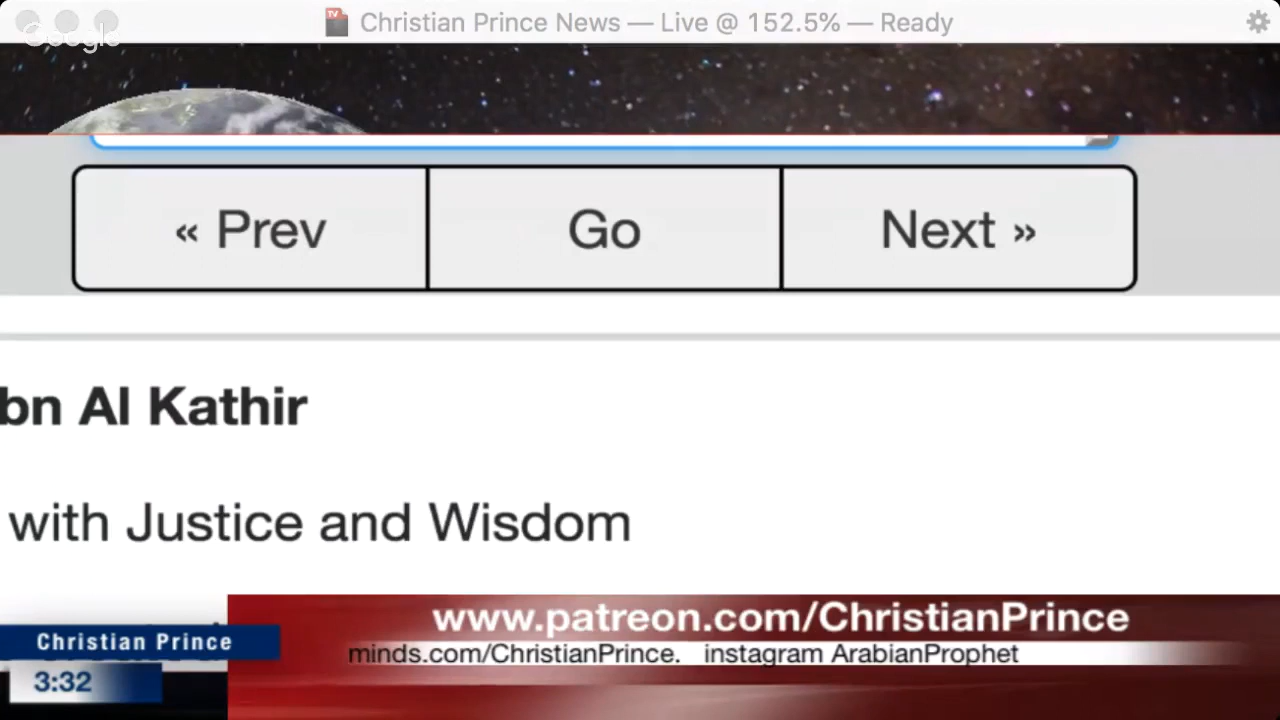 Christian Prince News — Live @ 152.5% — Ready
Google
« Prev
Go
Next »
bn Al Kathir
with Justice and Wisdom
www.patreon.com/ChristianPrince
Christian Prince
minds.com/ChristianPrince. instagram ArabianProphet
3:32